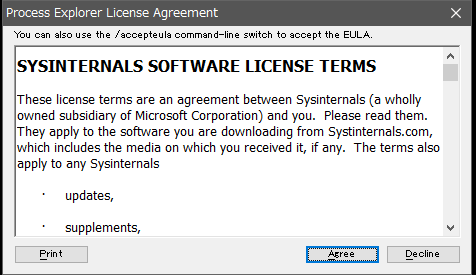 Process Explorer License Agreement
You can also use the /accepteula command-line switch to accept the EULA.
SYSINTERNALS SOFTWARE LICENSE TERMS
These license terms are an agreement between Sysinternals (a wholly
owned subsidiary of Microsoft Corporation) and you.  Please read them.
They apply to the software you are downloading from Systinternals.com,
which includes the media on which you received it, if any.  The terms also
apply to any Sysinternals
· updates,
· supplements,
Print Agree Decline